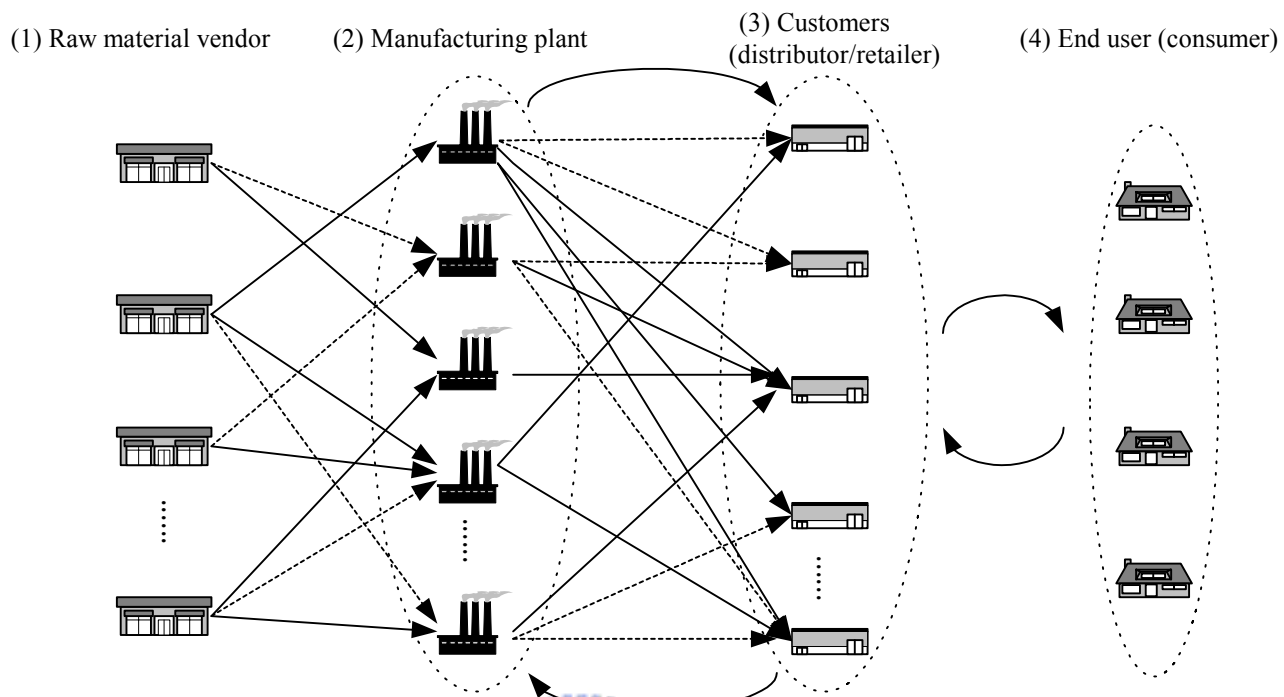 (1) Raw material vendor
(2) Manufacturing plant
(3) Customers
(distributor/retailer)
(4) End user (consumer)